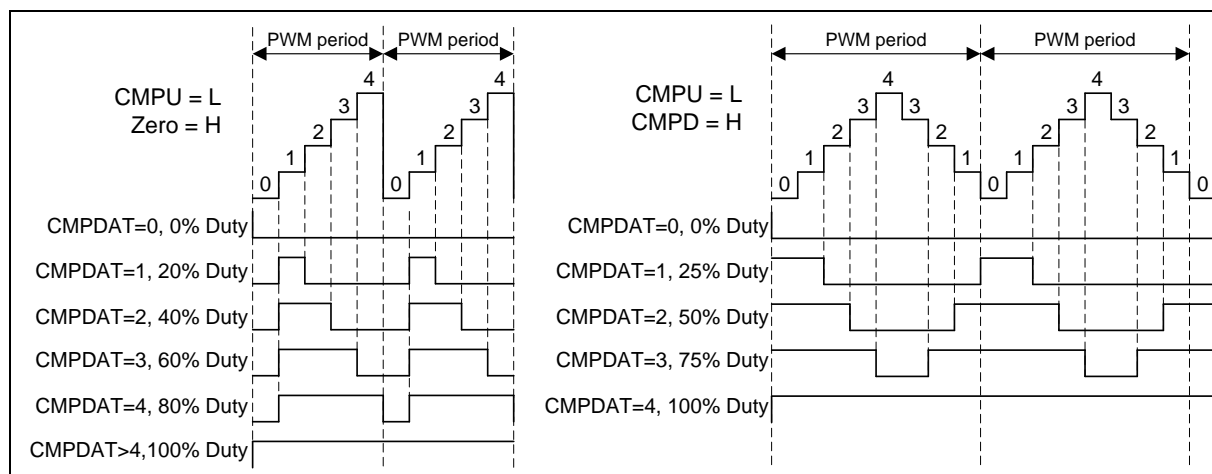 PWM period
PWM period
CMPU = L
Zero = H
0
1
2
3
4
0
1
2
3
4
CMPDAT=0, 0% Duty
CMPDAT=1, 20% Duty
CMPDAT=2, 40% Duty
CMPDAT=3, 60% Duty
CMPDAT=4, 80% Duty
CMPDAT>4,100% Duty
PWM period
PWM period
CMPU = L
CMPD = H
0
1
2
3
4
3
2
1
0
1
2
3
4
3
2
1
0
CMPDAT=0, 0% Duty
CMPDAT=1, 25% Duty
CMPDAT=2, 50% Duty
CMPDAT=3, 75% Duty
CMPDAT=4, 100% Duty